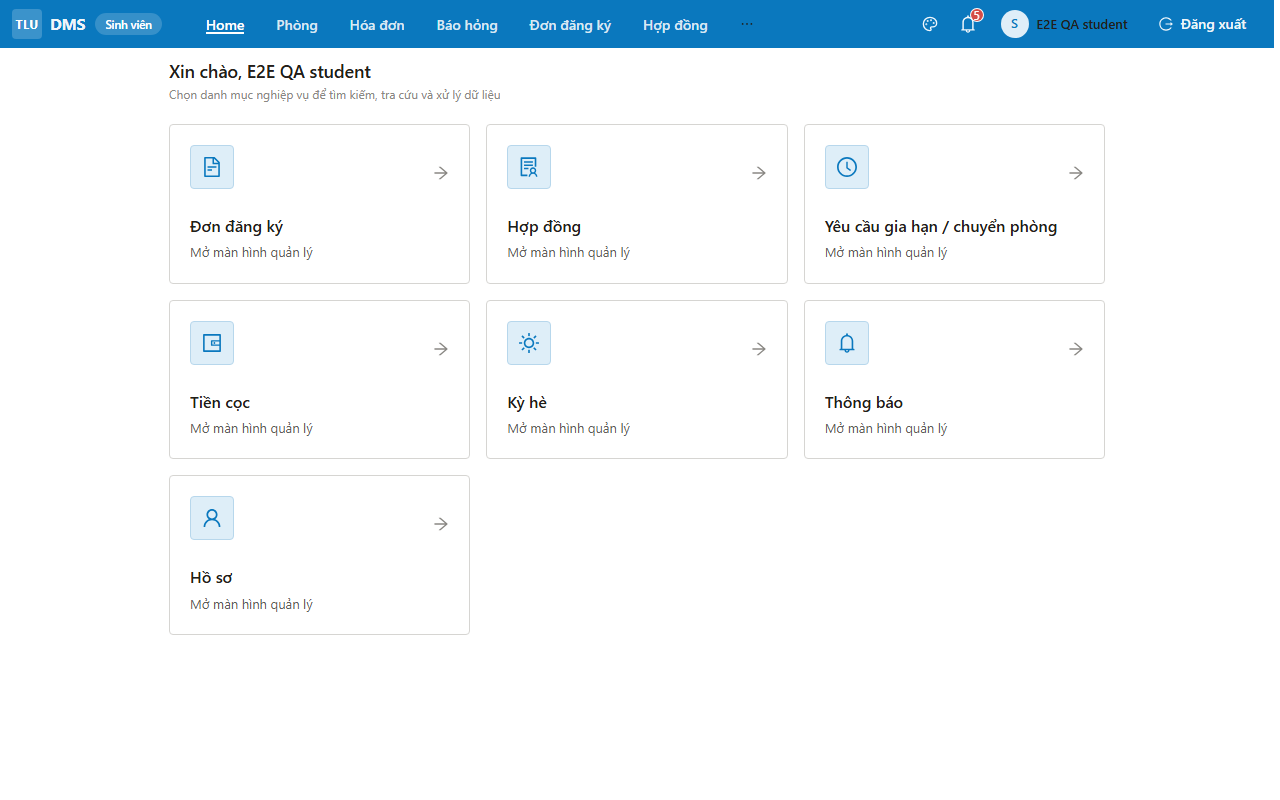 TLU DMS Sinh viên Home Phòng Hóa đơn Báo hỏng Đơn đăng ký Hợp đồng ··· 5 S E2E QA student Đăng xuất
Xin chào, E2E QA student
Chọn danh mục nghiệp vụ để tìm kiếm, tra cứu và xử lý dữ liệu
Đơn đăng ký
Mở màn hình quản lý
Hợp đồng
Mở màn hình quản lý
Yêu cầu gia hạn / chuyển phòng
Mở màn hình quản lý
Tiền cọc
Mở màn hình quản lý
Kỳ hè
Mở màn hình quản lý
Thông báo
Mở màn hình quản lý
Hồ sơ
Mở màn hình quản lý